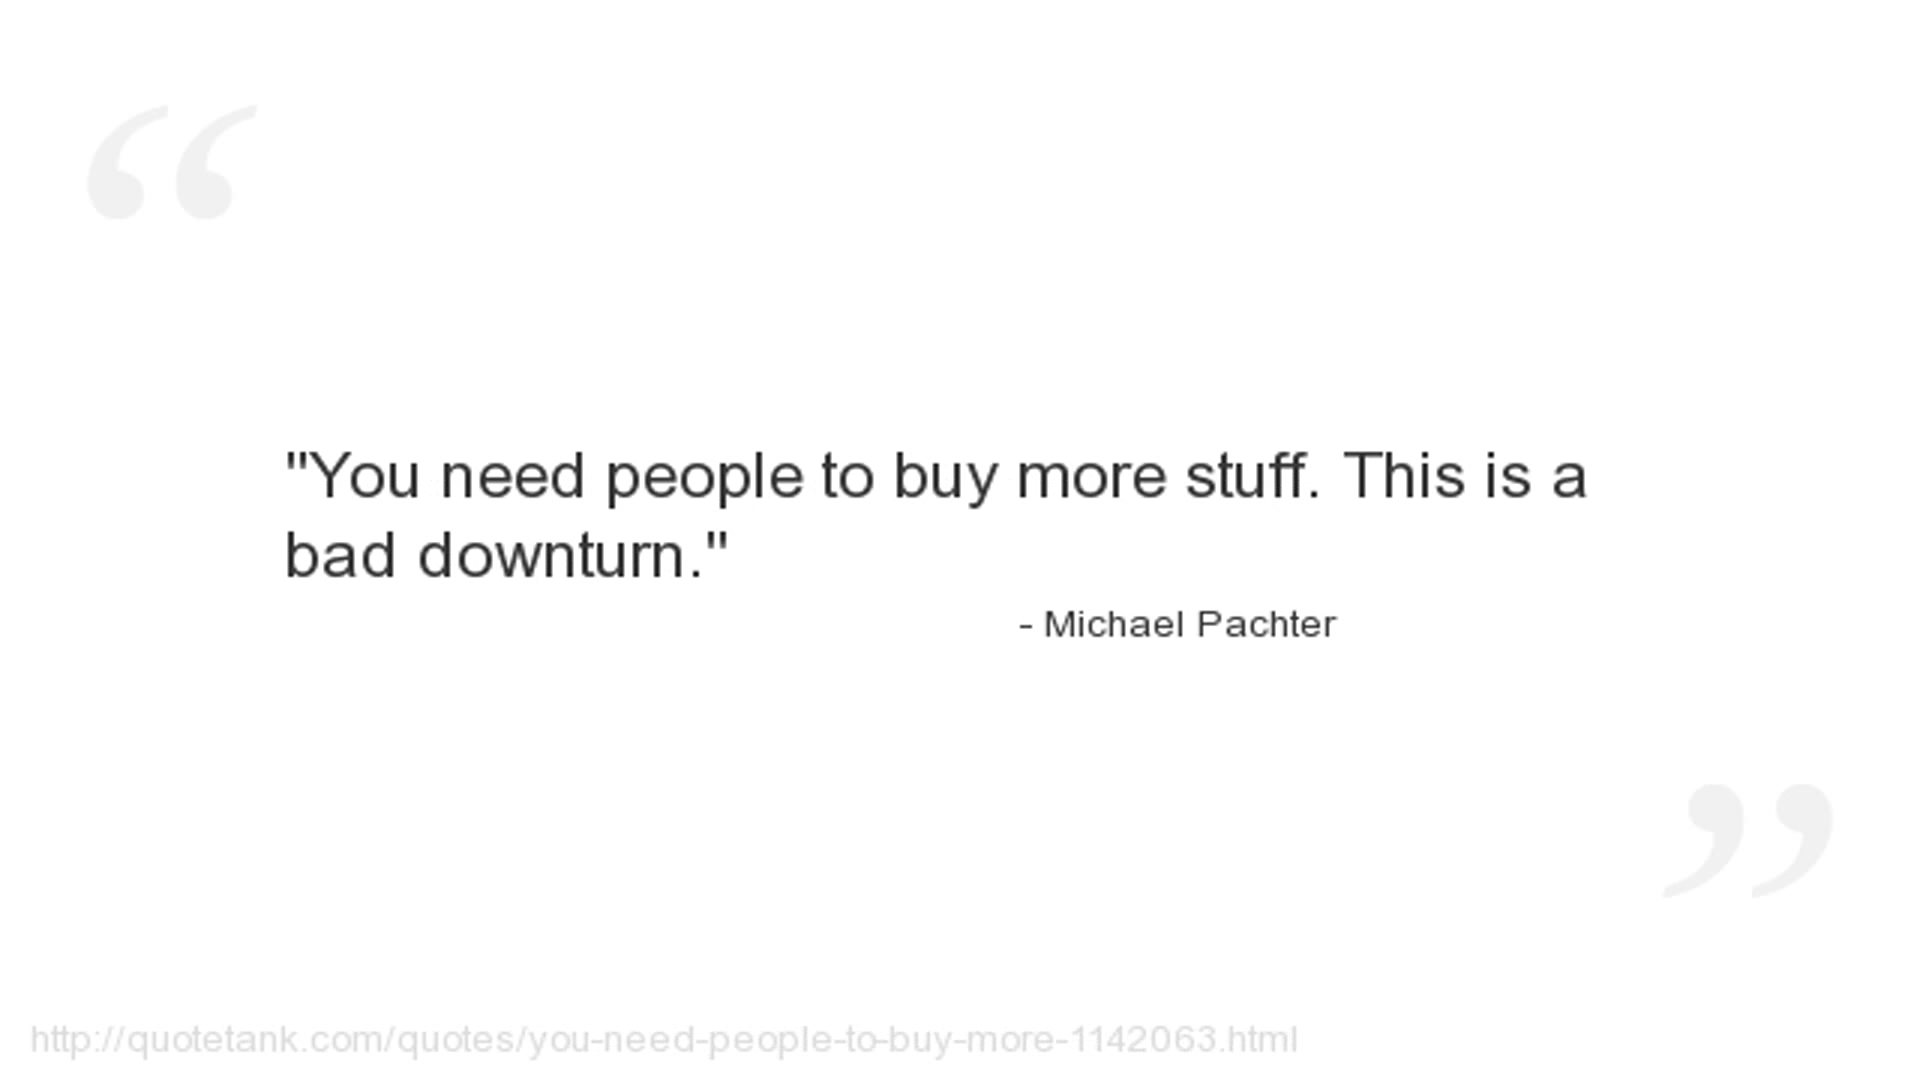 "You need people to buy more stuff. This is a
bad downturn."
- Michael Pachter
http://quotetank.com/quotes/you-need-people-to-buy-more-1142063.html